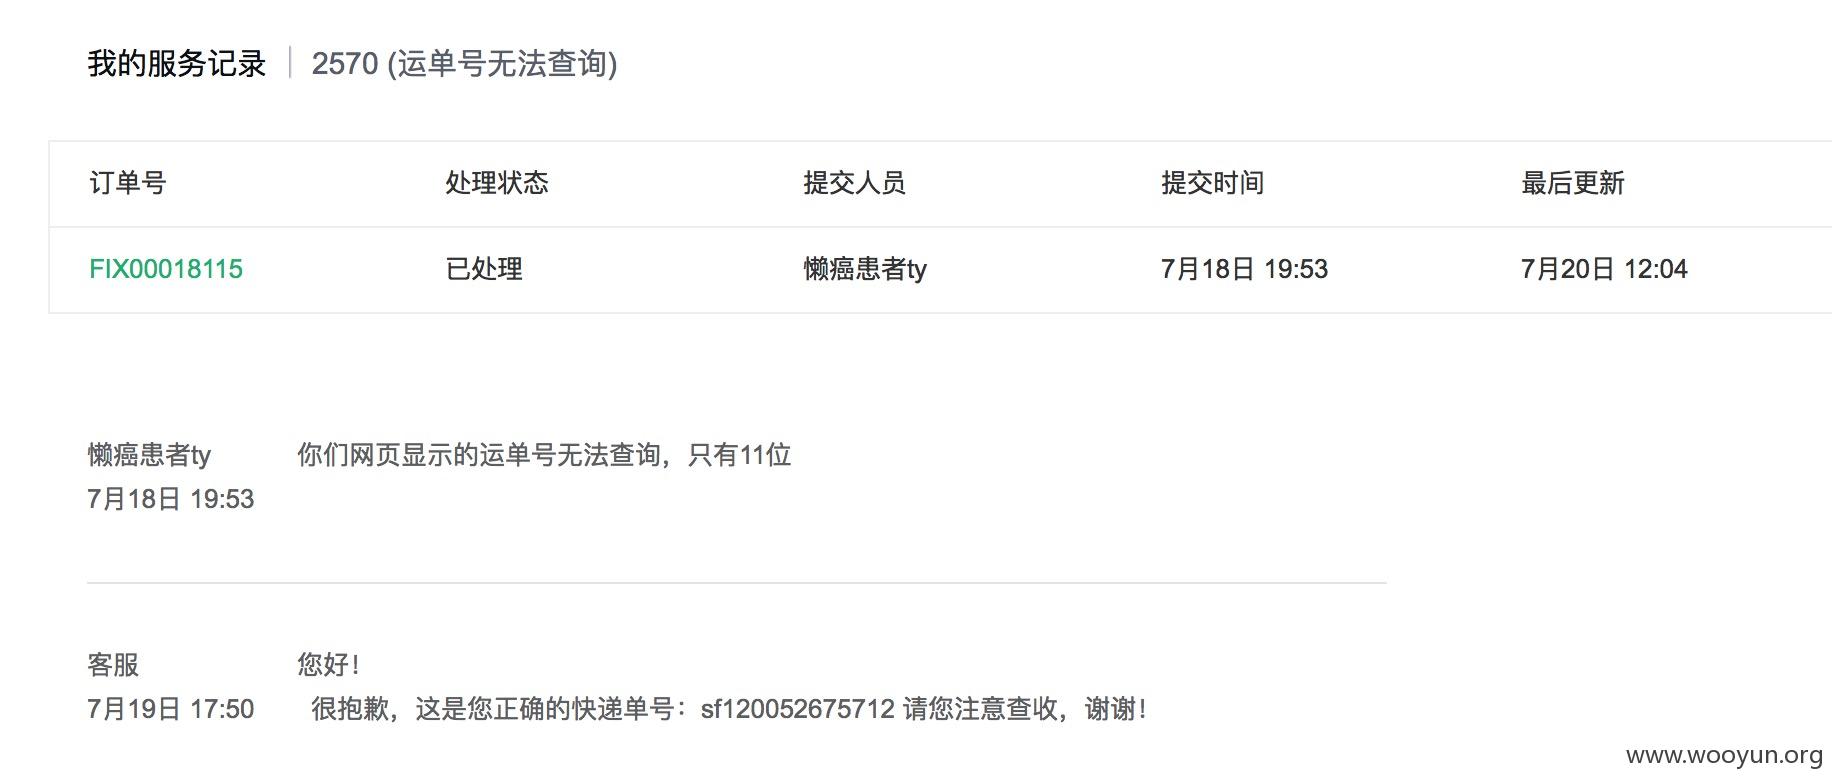 我的服务记录 | 2570 (运单号无法查询)
订单号 处理状态 提交人员 提交时间 最后更新
FIX00018115 已处理 懒癌患者ty 7月18日 19:53 7月20日 12:04
懒癌患者ty 你们网页显示的运单号无法查询，只有11位
7月18日 19:53
客服 您好！
7月19日 17:50 很抱歉，这是您正确的快递单号：sf120052675712 请您注意查收，谢谢！
www.wooyun.org